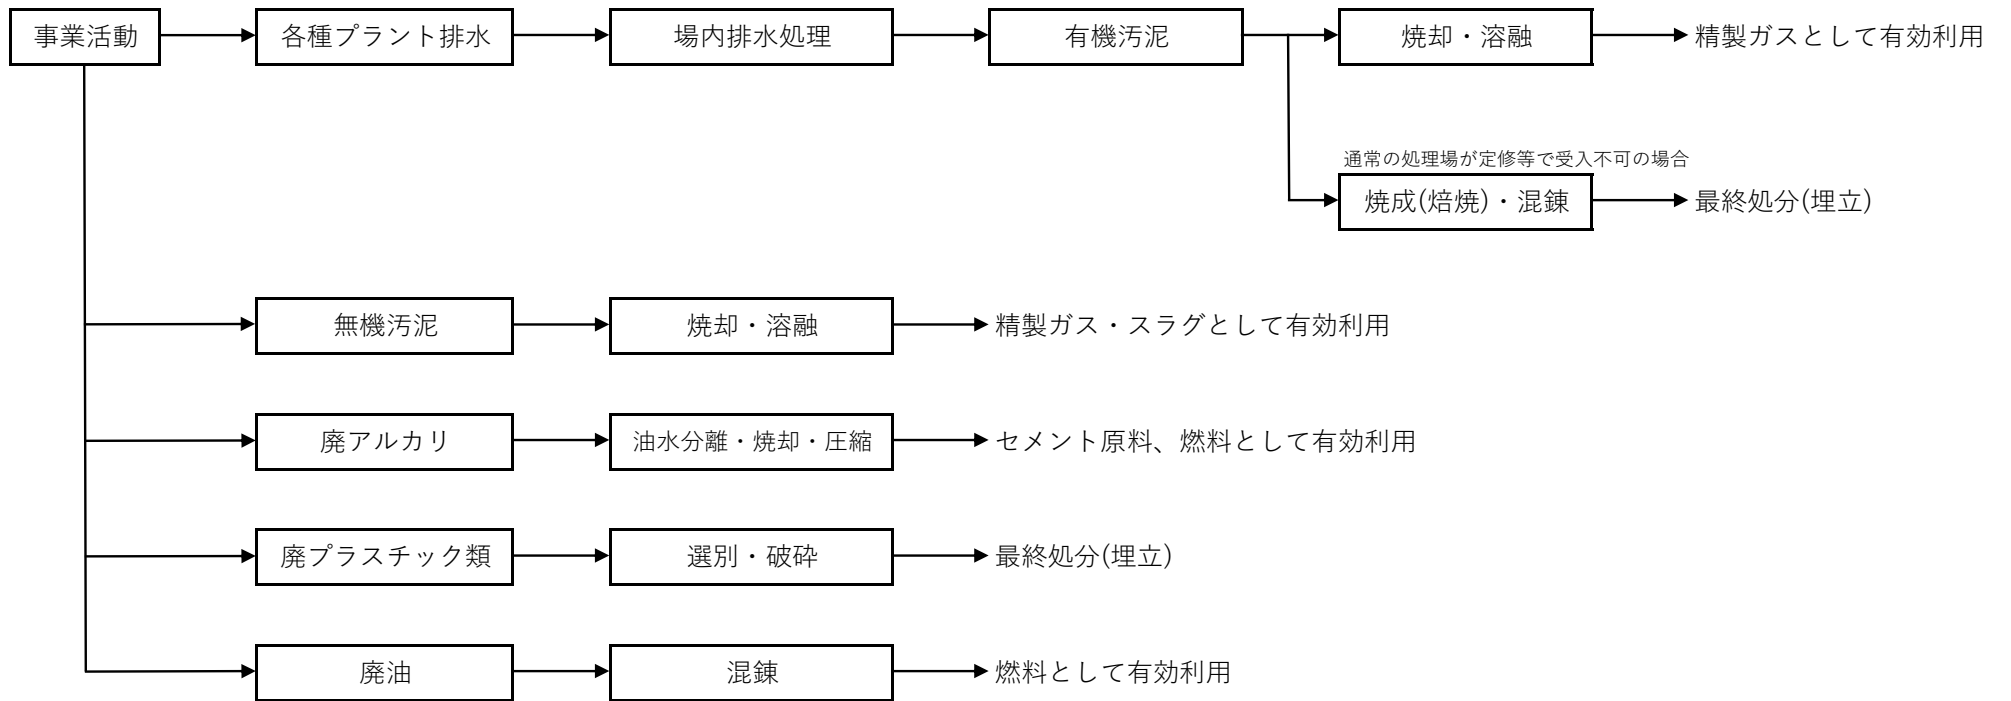 事業活動
各種プラント排水
場内排水処理
有機汚泥
焼却・溶融
精製ガスとして有効利用
通常の処理場が定修等で受入不可の場合
焼成(焙焼)・混錬
最終処分(埋立)
無機汚泥
焼却・溶融
精製ガス・スラグとして有効利用
廃アルカリ
油水分離・焼却・圧縮
セメント原料、燃料として有効利用
廃プラスチック類
選別・破砕
最終処分(埋立)
廃油
混錬
燃料として有効利用